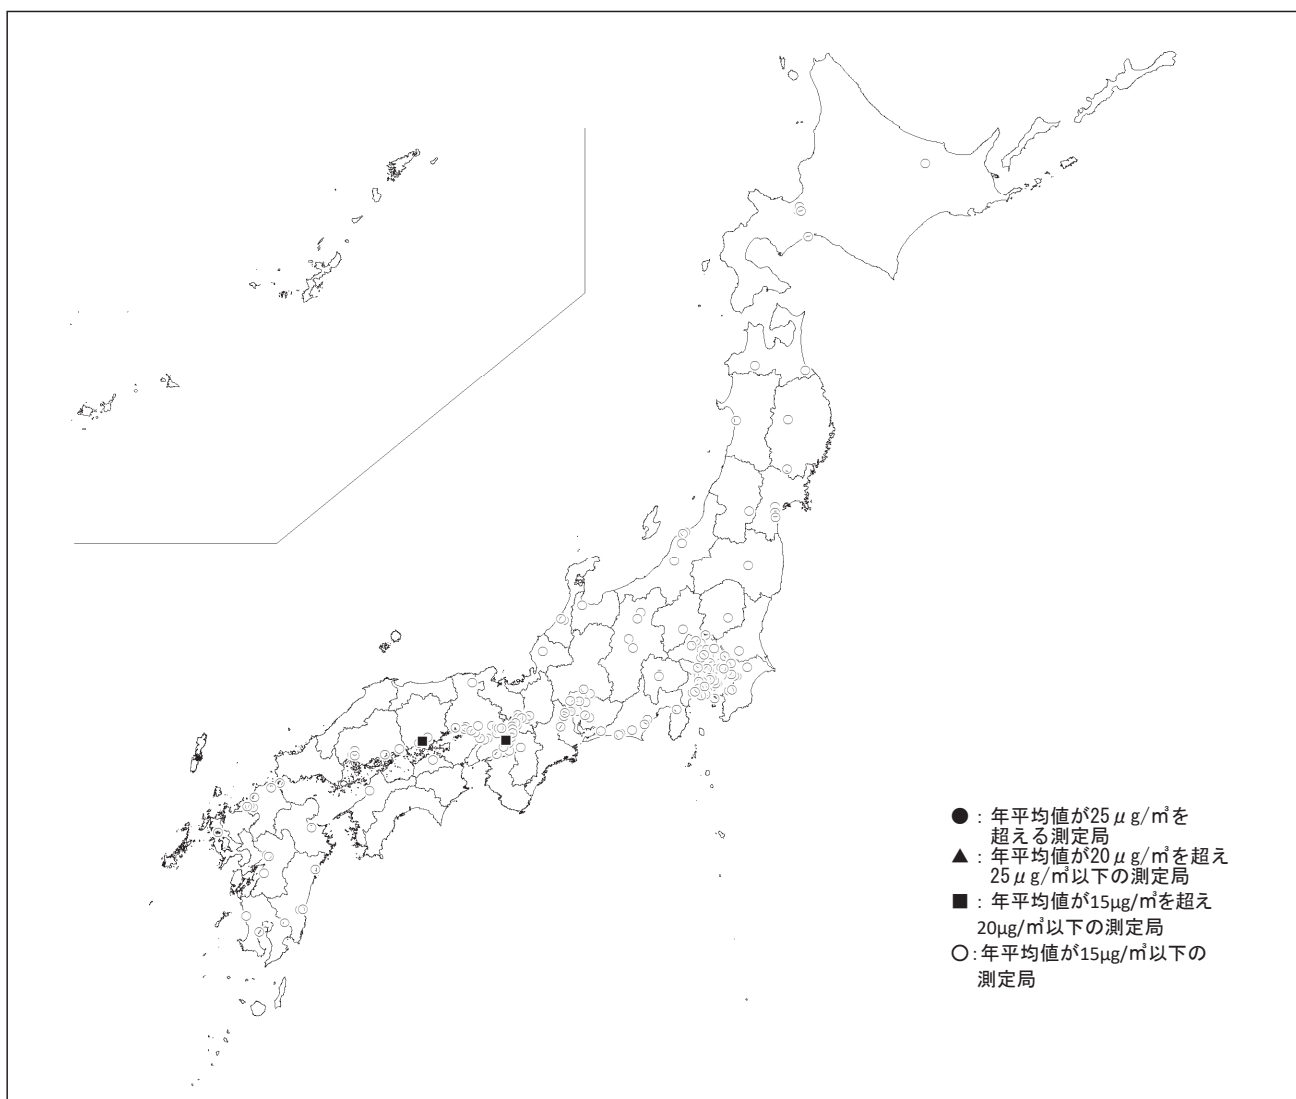 ●：年平均値が25μg/㎥を
超える測定局
▲：年平均値が20μg/㎥を超え
25μg/㎥以下の測定局
■：年平均値が15μg/㎥を超え
20μg/㎥以下の測定局
○：年平均値が15μg/㎥以下の
測定局